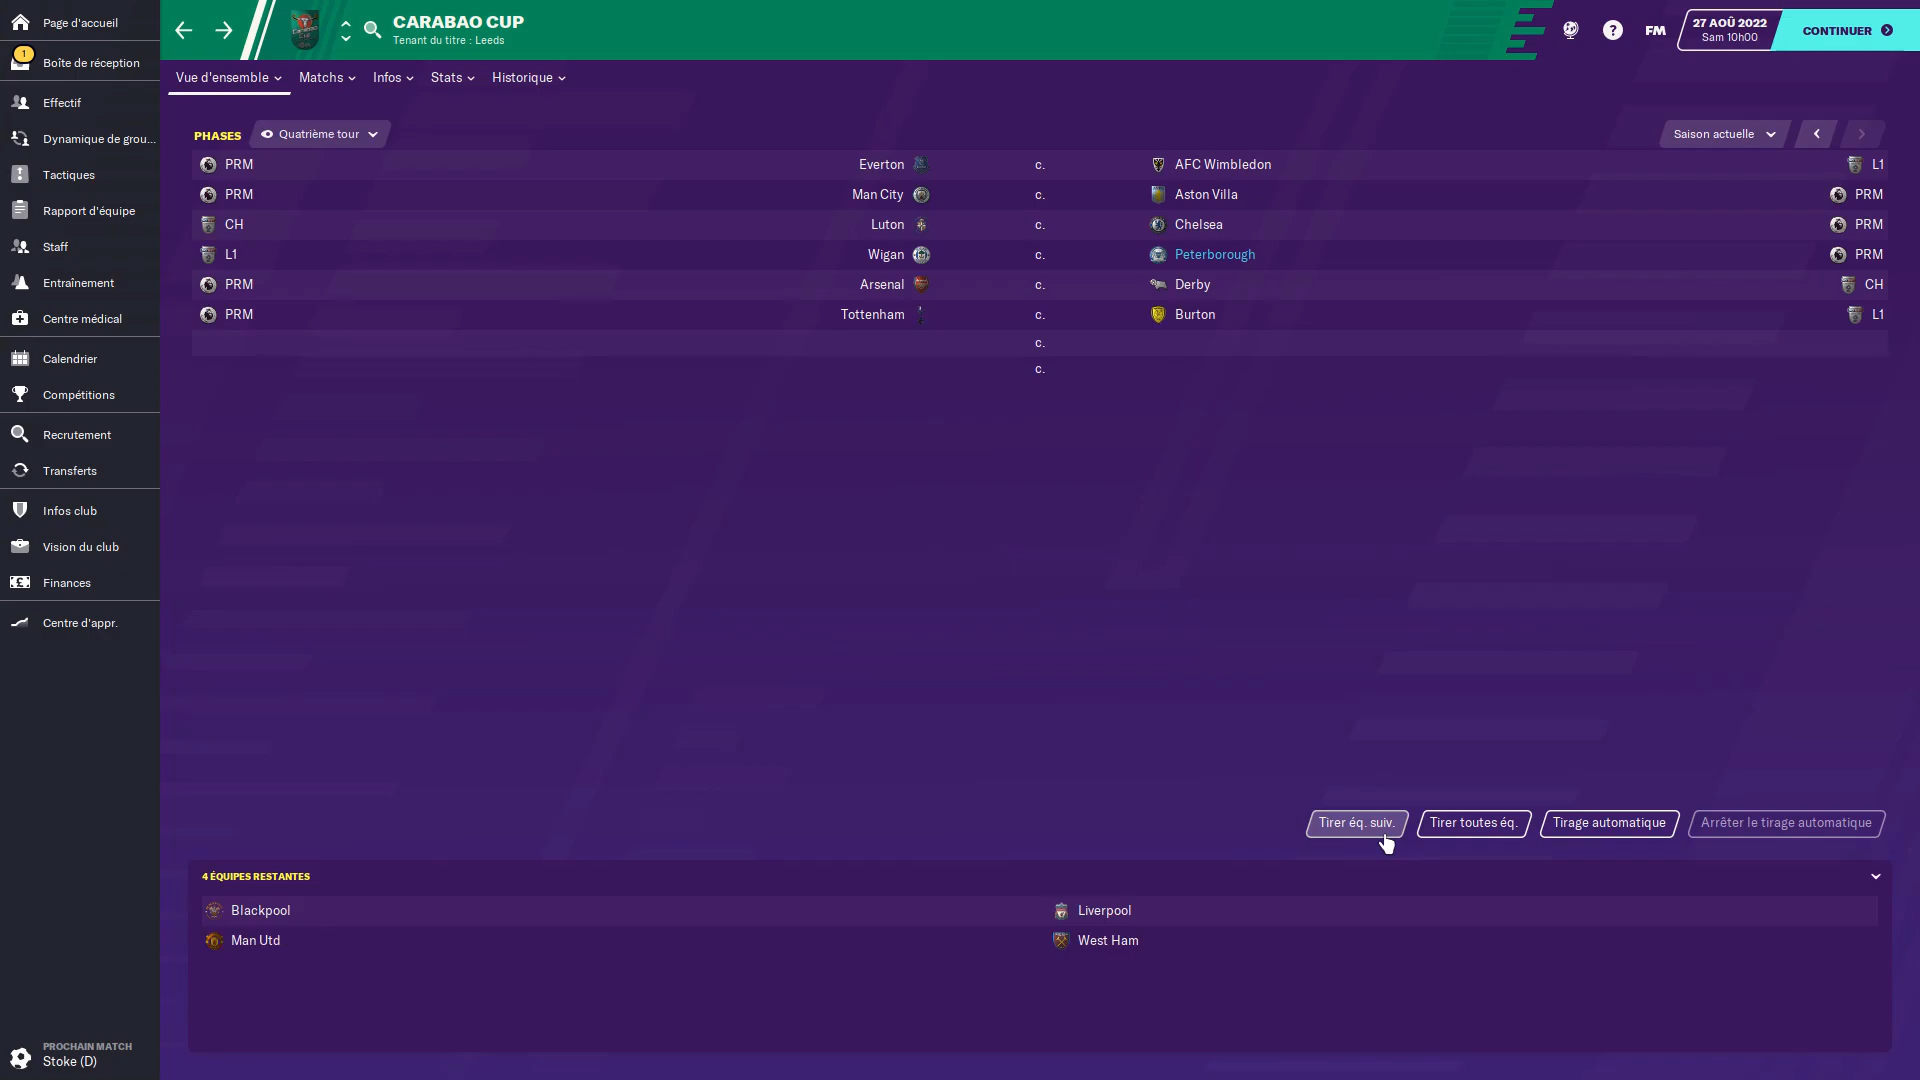 Page d'accueil
1
Boîte de réception
Effectif
Dynamique de grou...
Tactiques
Rapport d'équipe
Staff
Entraînement
Centre médical
Calendrier
Compétitions
Recrutement
Transferts
Infos club
Vision du club
Finances
Centre d'appr.
PROCHAIN MATCH
Stoke (D)
CARABAO CUP
Tenant du titre : Leeds
FM
27 AOÛ 2022
Sam 10h00
CONTINUER
Vue d'ensemble Matchs Infos Stats Historique
PHASES Quatrième tour Saison actuelle
PRM Everton c. AFC Wimbledon L1
PRM Man City c. Aston Villa PRM
CH Luton c. Chelsea PRM
L1 Wigan c. Peterborough PRM
PRM Arsenal c. Derby CH
PRM Tottenham c. Burton L1
c.
c.
Tirer éq. suiv. Tirer toutes éq. Tirage automatique Arrêter le tirage automatique
4 ÉQUIPES RESTANTES
Blackpool Liverpool
Man Utd West Ham